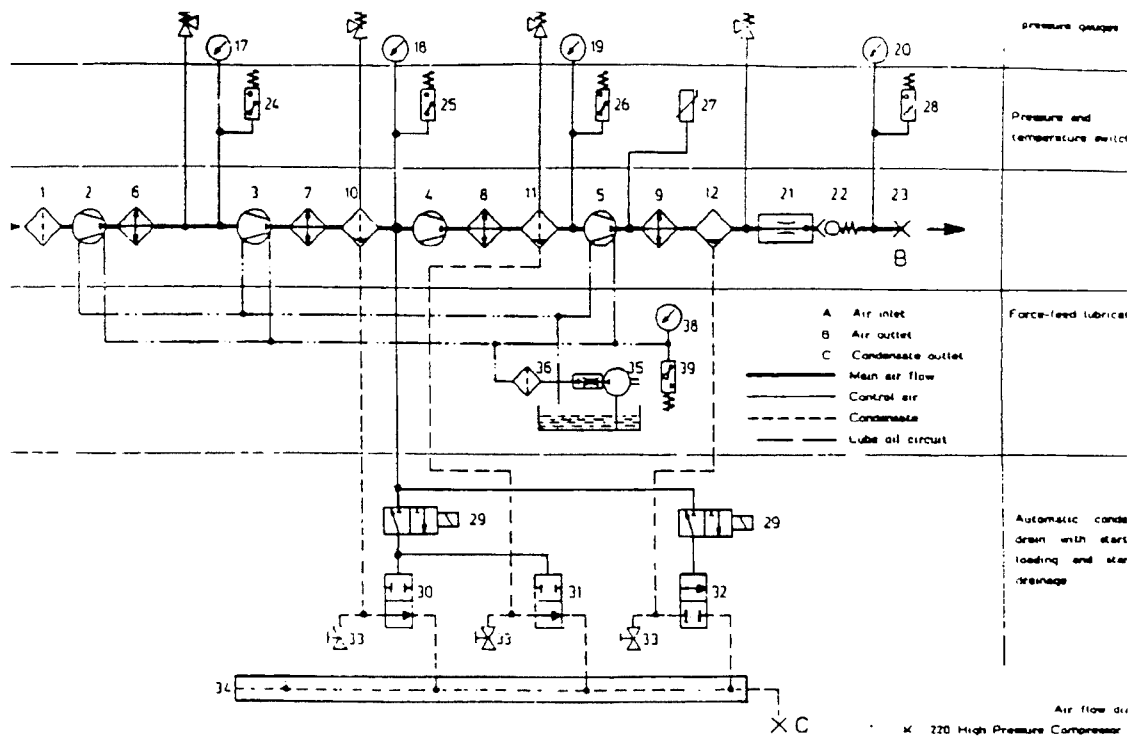 pressure gauges
17
18
19
20
24
25
26
27
28
Pressure and
temperature switch
1
2
6
3
7
10
4
8
11
5
9
12
21
22
23
B
38
A Air inlet
B Air outlet
C Condensate outlet
Main air flow
Control air
Condensate
Lube oil circuit
Force-feed lubricat
36
35
39
29
29
Automatic conde
drain with start
loading and star
drainage
30
31
32
33
33
33
34
C
Air flow dia
K 220 High Pressure Compressor